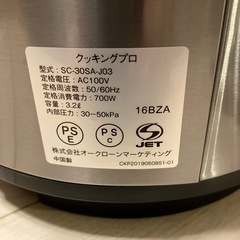 クッキングプロ
型式：SC-30SA-J03
定格電圧：AC100V
定格周波数：50/60Hz
定格消費電力：700W
容量：3.2ℓ
内部圧力：30－50kPa
16BZA
PS E
PS C
JET
株式会社オークローンマーケティング
中国製
CKP20190508S1-01